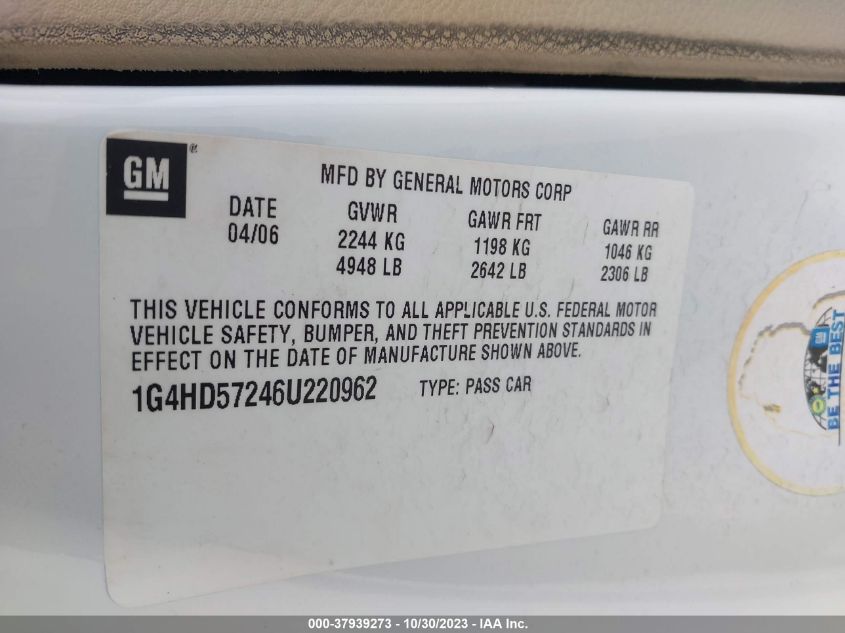 GM®
MFD BY GENERAL MOTORS CORP
DATE GVWR GAWR FRT GAWR RR
04/06 2244 KG 1198 KG 1046 KG
4948 LB 2642 LB 2306 LB
THIS VEHICLE CONFORMS TO ALL APPLICABLE U.S. FEDERAL MOTOR
VEHICLE SAFETY, BUMPER, AND THEFT PREVENTION STANDARDS IN
EFFECT ON THE DATE OF MANUFACTURE SHOWN ABOVE.
1G4HD57246U220962 TYPE: PASS CAR
GM
BE THE BEST
000-37939273 - 10/30/2023 - IAA Inc.